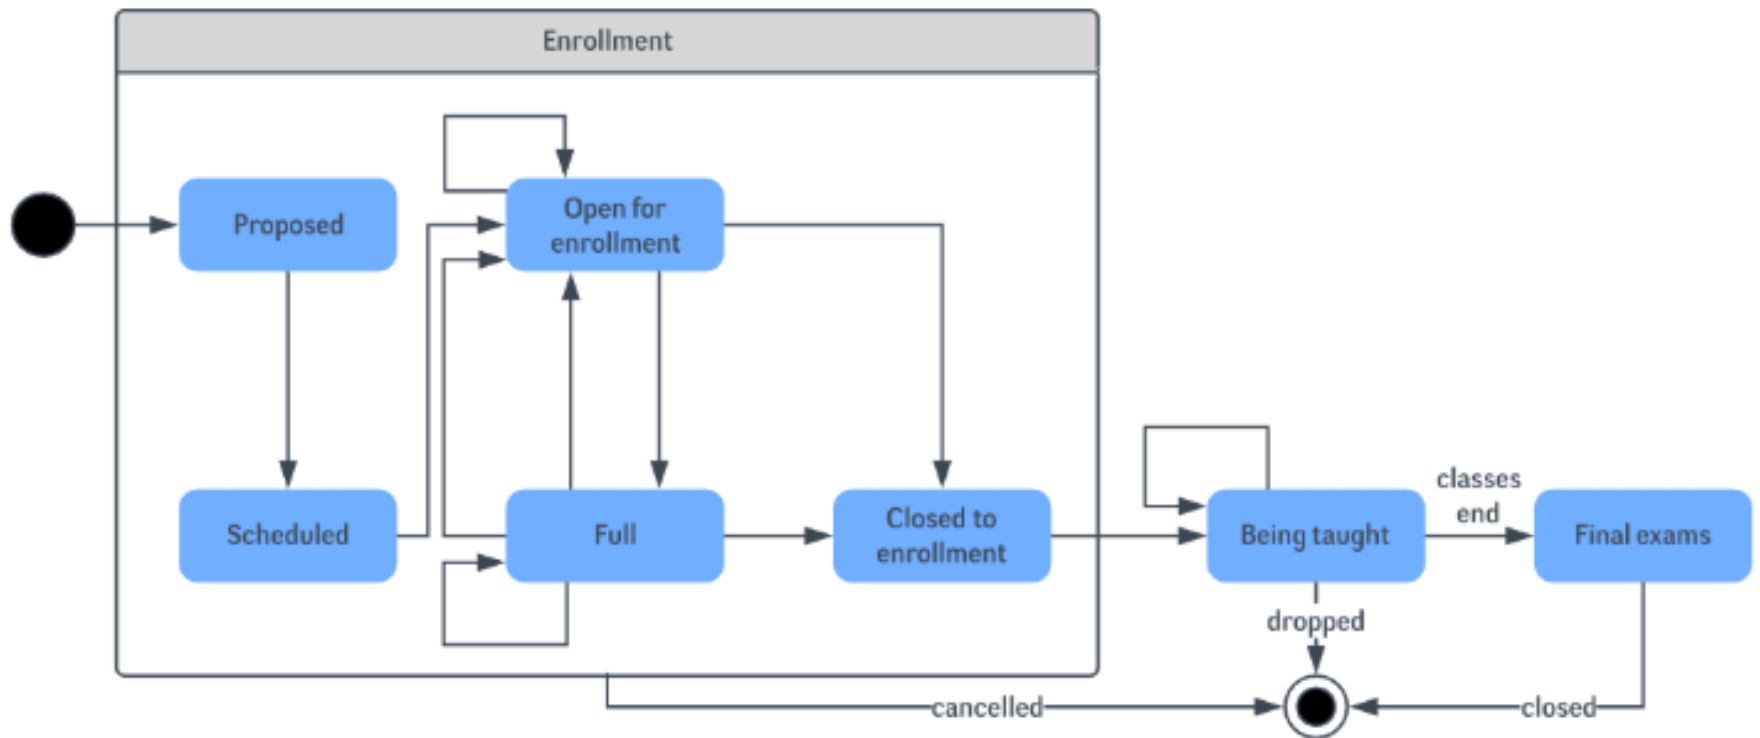 Enrollment
Proposed
Open for
enrollment
Scheduled
Full
Closed to
enrollment
Being taught
classes
end
Final exams
dropped
cancelled
closed